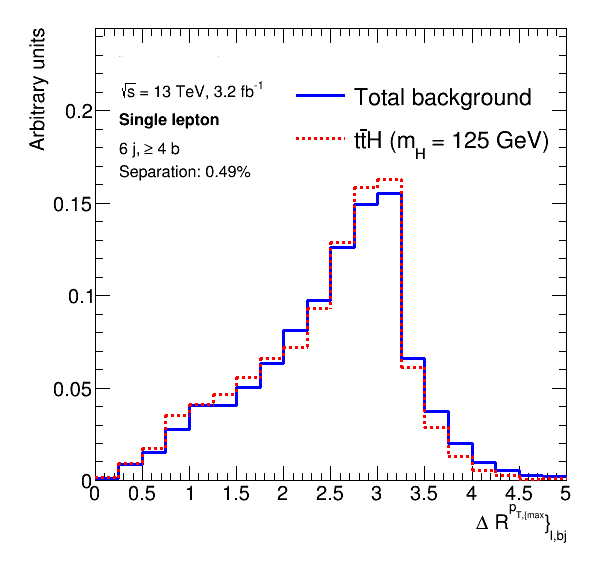 Arbitrary units
√s = 13 TeV, 3.2 fb⁻¹
Single lepton
6 j, ≥ 4 b
Separation: 0.49%
Total background
tt̄H (m_H = 125 GeV)
0.2
0.15
0.1
0.05
0
0 0.5 1 1.5 2 2.5 3 3.5 4 4.5 5
Δ R^{p_{T,{max}}}_{l,bj}